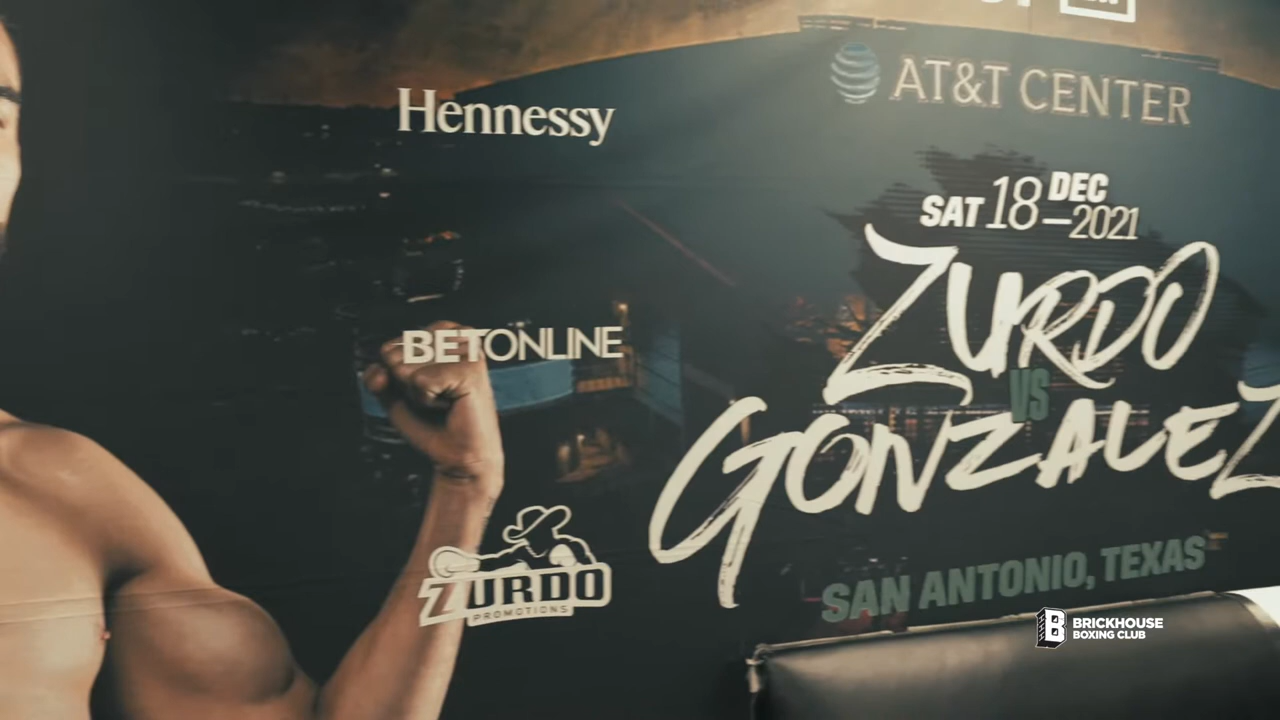 AT&T CENTER
Hennessy
SAT 18 DEC
—2021
ZURDO
VS
GONZALEZ
BETONLINE
ZURDO
PROMOTIONS
SAN ANTONIO, TEXAS
BRICKHOUSE
BOXING CLUB